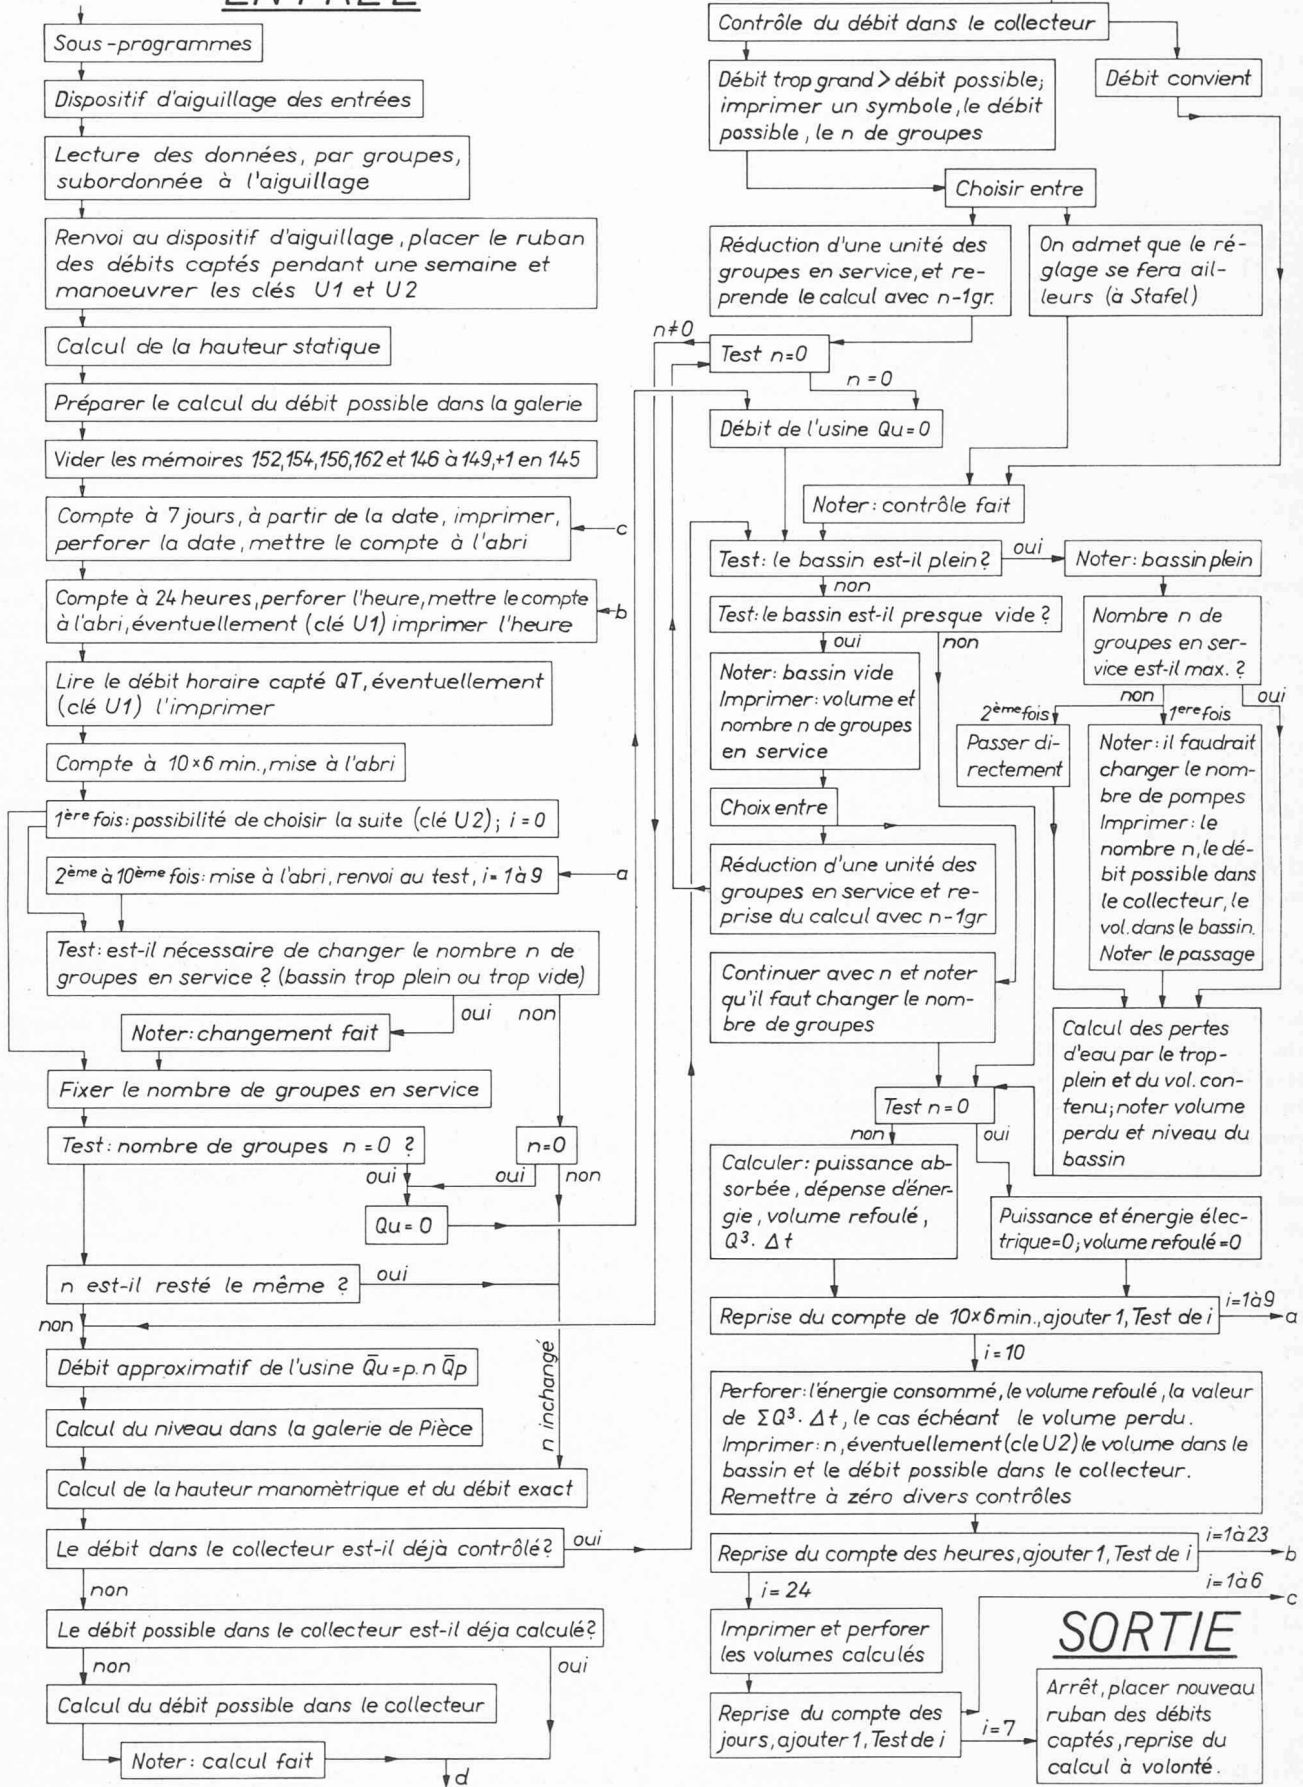 ENTRÉE
Sous-programmes
Dispositif d'aiguillage des entrées
Lecture des données, par groupes,
subordonnée à l'aiguillage
Renvoi au dispositif d'aiguillage, placer le ruban
des débits captés pendant une semaine et
manoeuvrer les clés U1 et U2
Calcul de la hauteur statique
Préparer le calcul du débit possible dans la galerie
Vider les mémoires 152,154,156,162 et 146 à 149,+1 en 145
Compte à 7 jours, à partir de la date, imprimer,
perforer la date, mettre le compte à l'abri
c
Compte à 24 heures, perforer l'heure, mettre le compte
à l'abri, éventuellement (clé U1) imprimer l'heure
b
Lire le débit horaire capté QT, éventuellement
(clé U1) l'imprimer
Compte à 10×6 min., mise à l'abri
1ère fois: possibilité de choisir la suite (clé U2); i=0
2ème à 10ème fois: mise à l'abri, renvoi au test, i=1à9
a
Test: est-il nécessaire de changer le nombre n de
groupes en service ? (bassin trop plein ou trop vide)
oui non
Noter: changement fait
Fixer le nombre de groupes en service
Test: nombre de groupes n=0 ?
n=0
oui
oui
non
Qu=0
n est-il resté le même ?
oui
non
Débit approximatif de l'usine Q̄u=p.n Q̄p
n inchangé
Calcul du niveau dans la galerie de Pièce
Calcul de la hauteur manomètrique et du débit exact
Le débit dans le collecteur est-il déjà contrôlé?
oui
non
Le débit possible dans le collecteur est-il déja calculé?
non
oui
Calcul du débit possible dans le collecteur
Noter: calcul fait
d
Contrôle du débit dans le collecteur
Débit trop grand > débit possible;
imprimer un symbole, le débit
possible, le n de groupes
Débit convient
Choisir entre
Réduction d'une unité des
groupes en service, et re-
prende le calcul avec n-1gr.
On admet que le ré-
glage se fera ail-
leurs (à Stafel)
n≠0
Test n=0
n=0
Débit de l'usine Qu=0
Noter: contrôle fait
Test: le bassin est-il plein?
oui
Noter: bassin plein
non
Test: le bassin est-il presque vide ?
oui
non
Nombre n de
groupes en ser-
vice est-il max. ?
non
oui
Noter: bassin vide
Imprimer: volume et
nombre n de groupes
en service
2ème fois
1ere fois
Passer di-
rectement
Noter: il faudrait
changer le nom-
bre de pompes
Imprimer: le
nombre n, le dé-
bit possible dans
le collecteur, le
vol. dans le bassin.
Noter le passage
Choix entre
Réduction d'une unité des
groupes en service et re-
prise du calcul avec n-1gr
Continuer avec n et noter
qu'il faut changer le nom-
bre de groupes
Calcul des pertes
d'eau par le trop-
plein et du vol. con-
tenu; noter volume
perdu et niveau du
bassin
Test n=0
non
oui
Calculer: puissance ab-
sorbée, dépense d'éner-
gie, volume refoulé,
Q³. Δt
Puissance et énergie élec-
trique=0; volume refoulé=0
Reprise du compte de 10×6min., ajouter 1, Test de i
i=1à9
a
i=10
Perforer: l'énergie consommé, le volume refoulé, la valeur
de ΣQ³. Δt, le cas échéant le volume perdu.
Imprimer: n, éventuellement (cle U2) le volume dans le
bassin et le débit possible dans le collecteur.
Remettre à zéro divers contrôles
Reprise du compte des heures, ajouter 1, Test de i
i=1à23
b
i=24
i=1à6
c
Imprimer et perforer
les volumes calculés
SORTIE
Reprise du compte des
jours, ajouter 1, Test de i
i=7
Arrêt, placer nouveau
ruban des débits
captés, reprise du
calcul à volonté.